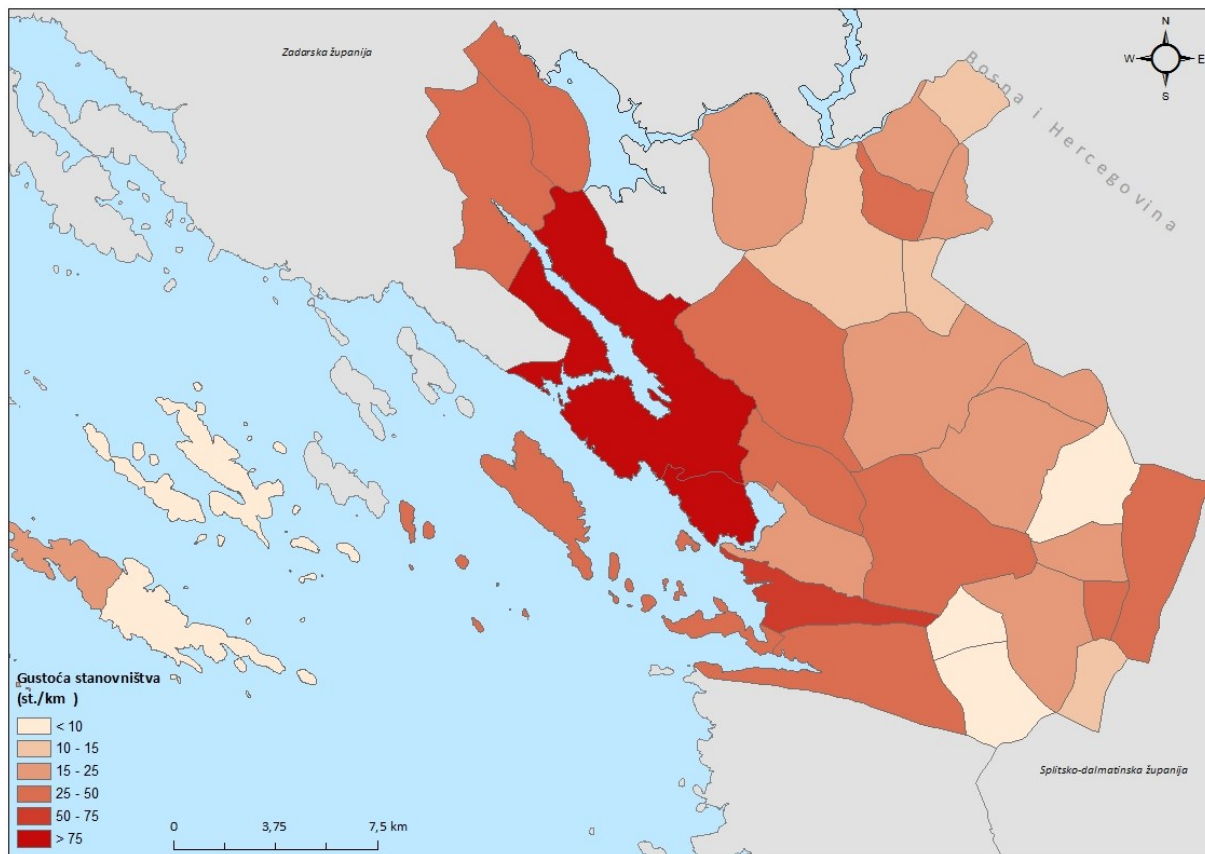 Zadarska županija
N
W E
S
Bosna i Hercegovina
Gustoća stanovništva
(st./km )
< 10
10 - 15
15 - 25
25 - 50
50 - 75
> 75
0 3,75 7,5 km
Splitsko-dalmatinska županija